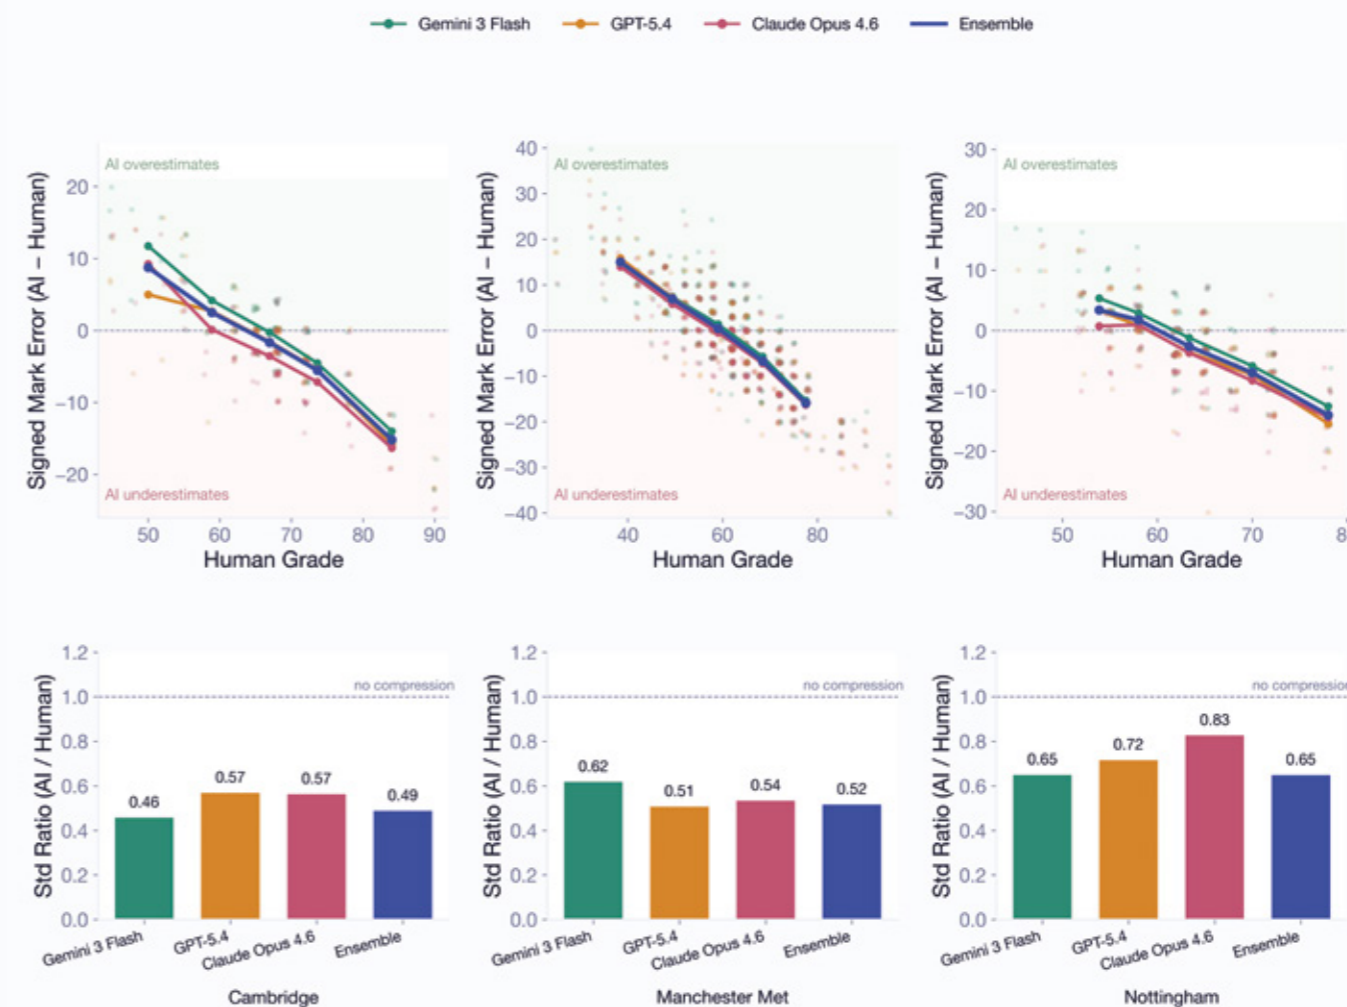 Gemini 3 Flash GPT-5.4 Claude Opus 4.6 Ensemble
Signed Mark Error (AI – Human)
AI overestimates
20
10
0
−10
−20
AI underestimates
50 60 70 80 90
Human Grade
Signed Mark Error (AI – Human)
40
AI overestimates
30
20
10
0
−10
−20
−30
AI underestimates
−40
40 60 80
Human Grade
Signed Mark Error (AI – Human)
30
AI overestimates
20
10
0
−10
−20
AI underestimates
−30
50 60 70 8
Human Grade
Std Ratio (AI / Human)
1.2
no compression
1.0
0.8
0.6
0.4
0.2
0.0
0.46 0.57 0.57 0.49
Gemini 3 Flash GPT-5.4 Claude Opus 4.6 Ensemble
Cambridge
Std Ratio (AI / Human)
1.2
no compression
1.0
0.8
0.6
0.4
0.2
0.0
0.62 0.51 0.54 0.52
Gemini 3 Flash GPT-5.4 Claude Opus 4.6 Ensemble
Manchester Met
Std Ratio (AI / Human)
1.2
no compression
1.0
0.8
0.6
0.4
0.2
0.0
0.65 0.72 0.83 0.65
Gemini 3 Flash GPT-5.4 Claude Opus 4.6 Ensemble
Nottingham